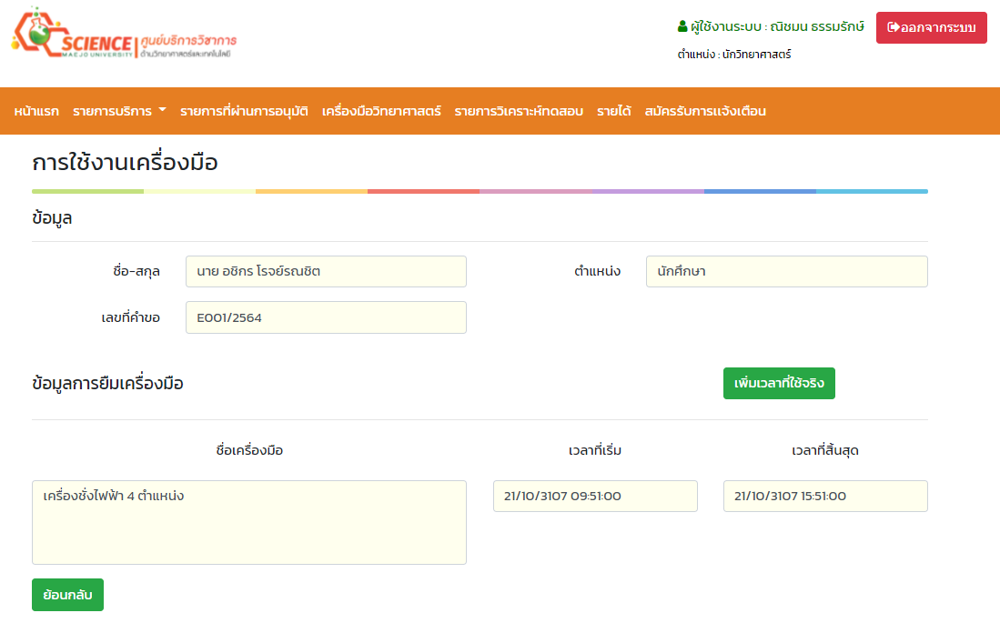 SCIENCE
MAEJO UNIVERSITY
ศูนย์บริการวิชาการ
ด้านวิทยาศาสตร์และเทคโนโลยี
ผู้ใช้งานระบบ : ณิชมน ธรรมรักษ์
ออกจากระบบ
ตำแหน่ง : นักวิทยาศาสตร์
หน้าแรก รายการบริการ รายการที่ผ่านการอนุมัติ เครื่องมือวิทยาศาสตร์ รายการวิเคราะห์ทดสอบ รายได้ สมัครรับการแจ้งเตือน
การใช้งานเครื่องมือ
ข้อมูล
ชื่อ-สกุล นาย อชิกร โรจย์รณชิต ตำแหน่ง นักศึกษา
เลขที่คำขอ E001/2564
ข้อมูลการยืมเครื่องมือ เพิ่มเวลาที่ใช้จริง
ชื่อเครื่องมือ เวลาที่เริ่ม เวลาที่สิ้นสุด
เครื่องชั่งไฟฟ้า 4 ตำแหน่ง 21/10/3107 09:51:00 21/10/3107 15:51:00
ย้อนกลับ